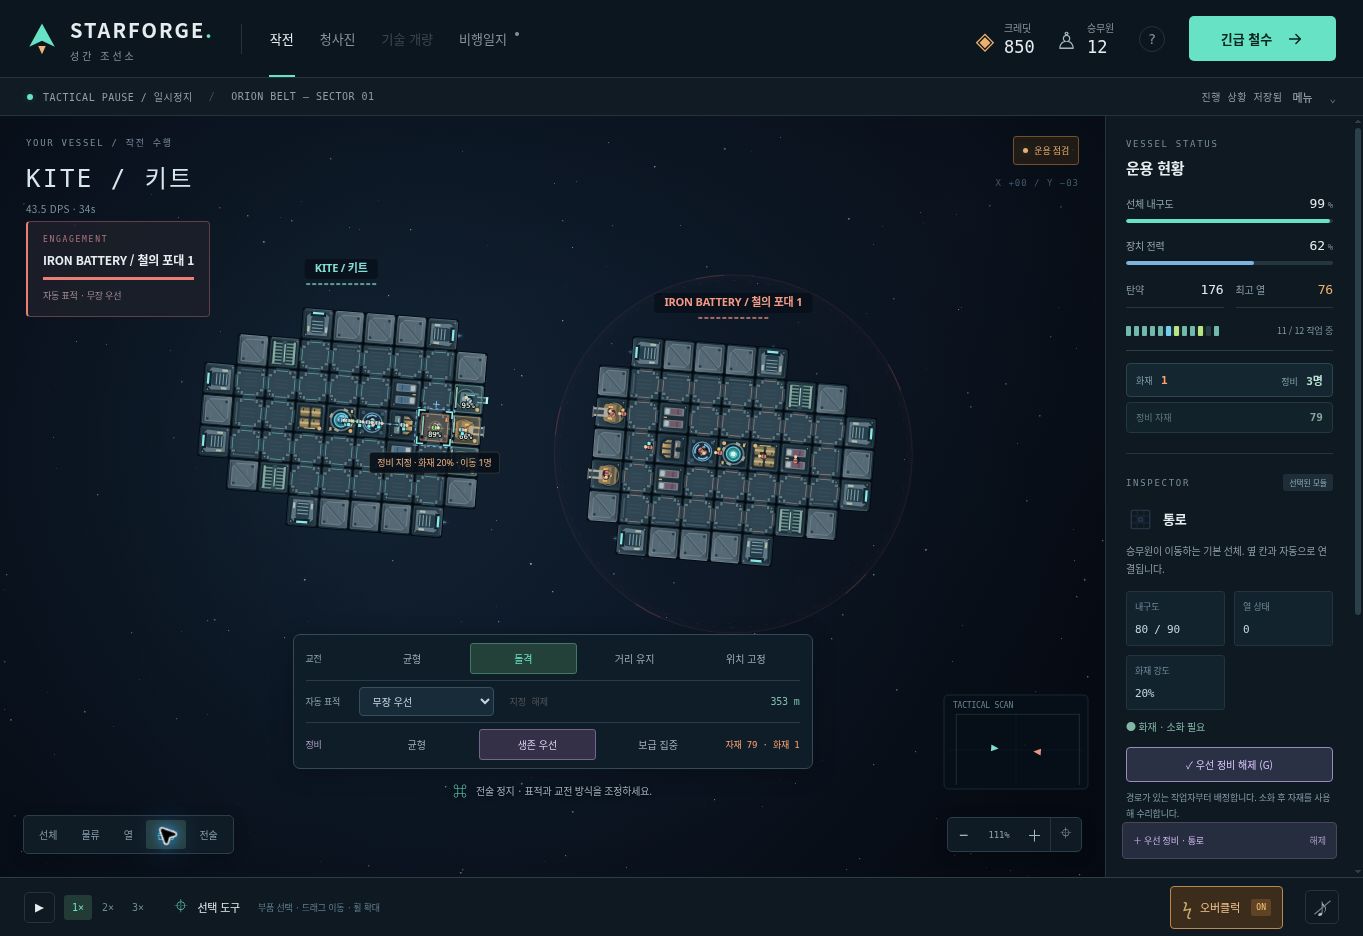 STARFORGE.
성간 조선소
작전 청사진 기술 개량 비행일지
크레딧
850
승무원
12
?
긴급 철수 →
TACTICAL PAUSE / 일시정지 / ORION BELT — SECTOR 01
진행 상황 저장됨 메뉴
YOUR VESSEL / 작전 수행
KITE / 키트
43.5 DPS · 34s
ENGAGEMENT
IRON BATTERY / 철의 포대 1
자동 표적 · 무장 우선
운용 점검
X +00 / Y −03
KITE / 키트
IRON BATTERY / 철의 포대 1
95%
89%
86%
정비 지정 · 화재 20% · 이동 1명
교전 균형 돌격 거리 유지 위치 고정
자동 표적 무장 우선 지정 해제 353 m
정비 균형 생존 우선 보급 집중 자재 79 · 화재 1
전술 정지 · 표적과 교전 방식을 조정하세요.
TACTICAL SCAN
선체 물류 열 전술
− 111% +
VESSEL STATUS
운용 현황
선체 내구도 99 %
장치 전력 62 %
탄약 176 최고 열 76
11 / 12 작업 중
화재 1 정비 3명
정비 자재 79
INSPECTOR 선택된 모듈
통로
승무원이 이동하는 기본 선체. 옆 칸과 자동으로 연
결됩니다.
내구도
80 / 90
열 상태
0
화재 강도
20%
화재 · 소화 필요
✓ 우선 정비 해제 (G)
경로가 있는 작업자부터 배정합니다. 소화 후 자재를 사용
해 수리합니다.
+ 우선 정비 · 통로 해제
▶ 1× 2× 3× 선택 도구 부품 선택 · 드래그 이동 · 휠 확대
오버클럭 ON